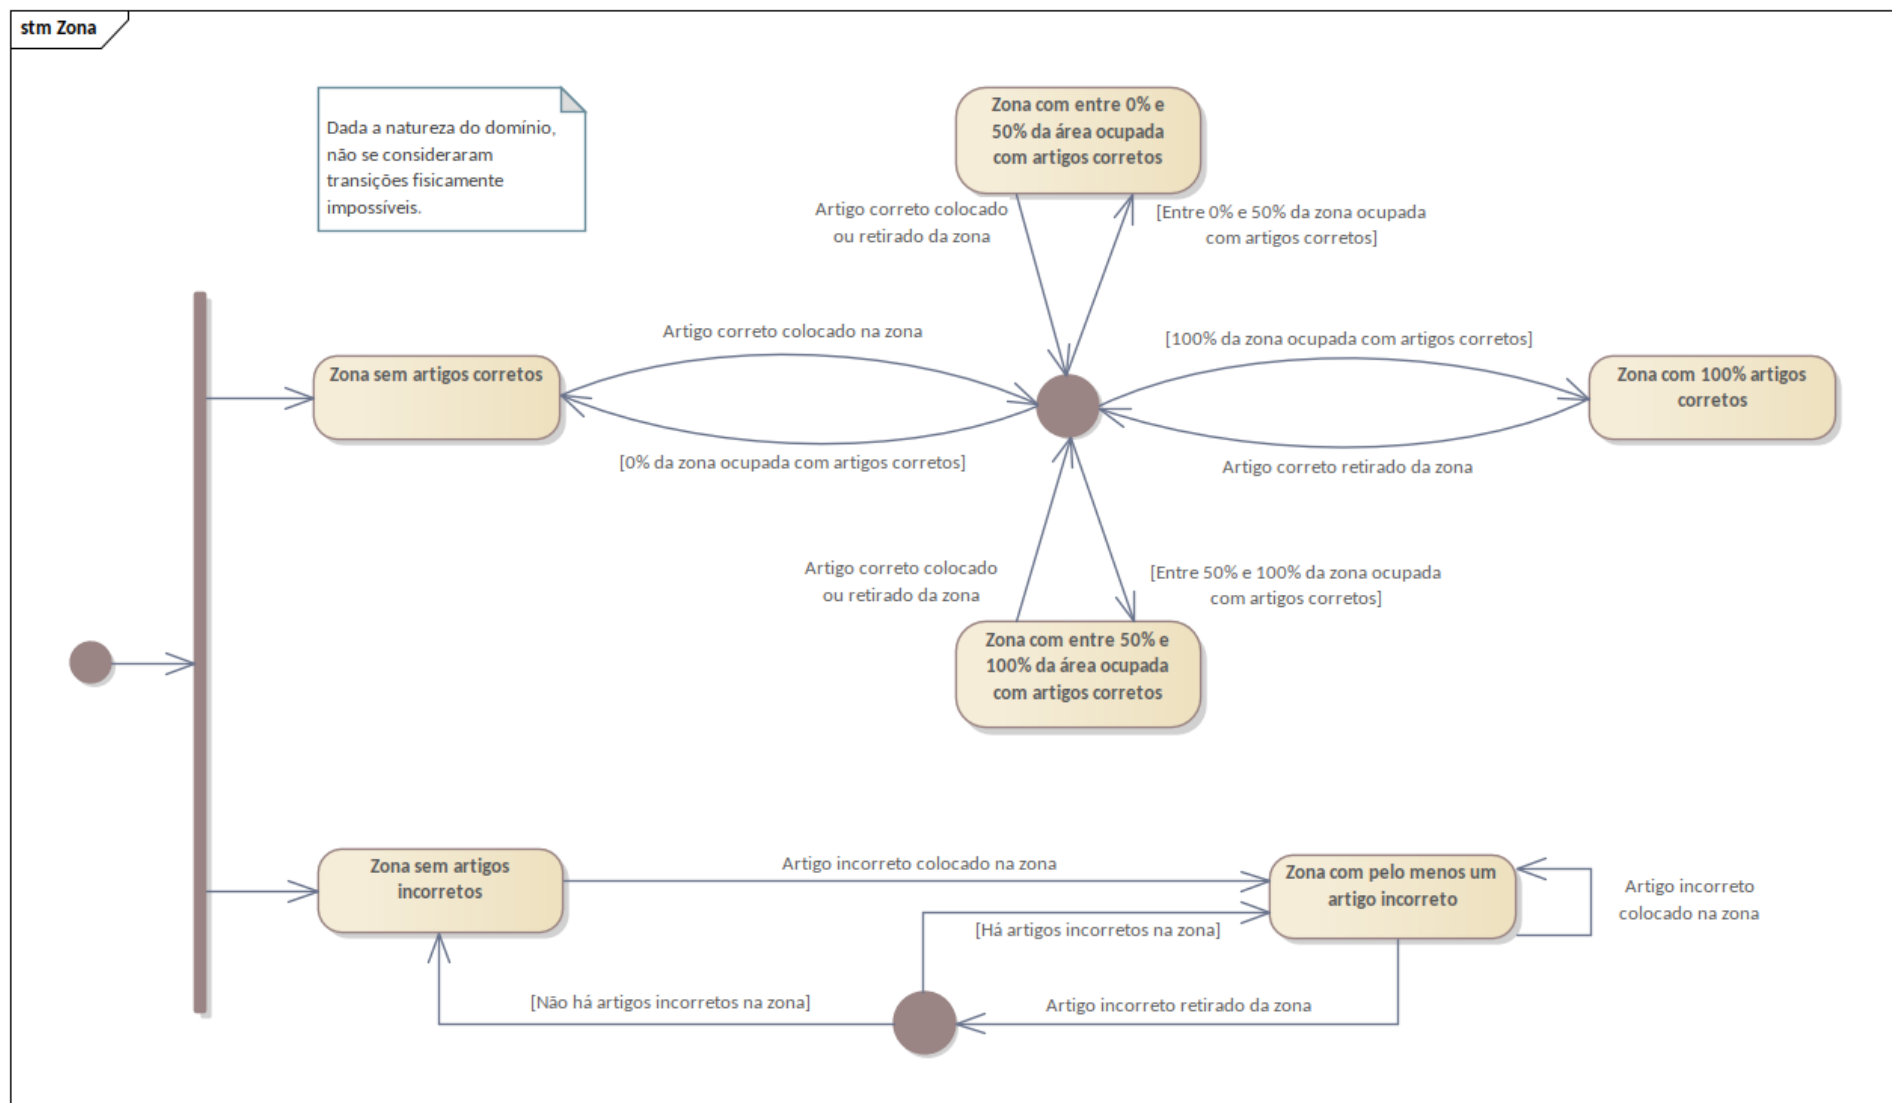 stm Zona
Dada a natureza do domínio,
não se consideraram
transições fisicamente
impossíveis.
Zona com entre 0% e
50% da área ocupada
com artigos corretos
Artigo correto colocado
ou retirado da zona
[Entre 0% e 50% da zona ocupada
com artigos corretos]
Artigo correto colocado na zona
[100% da zona ocupada com artigos corretos]
Zona sem artigos corretos
Zona com 100% artigos
corretos
[0% da zona ocupada com artigos corretos]
Artigo correto retirado da zona
Artigo correto colocado
ou retirado da zona
[Entre 50% e 100% da zona ocupada
com artigos corretos]
Zona com entre 50% e
100% da área ocupada
com artigos corretos
Zona sem artigos
incorretos
Artigo incorreto colocado na zona
Zona com pelo menos um
artigo incorreto
Artigo incorreto
colocado na zona
[Há artigos incorretos na zona]
[Não há artigos incorretos na zona]
Artigo incorreto retirado da zona